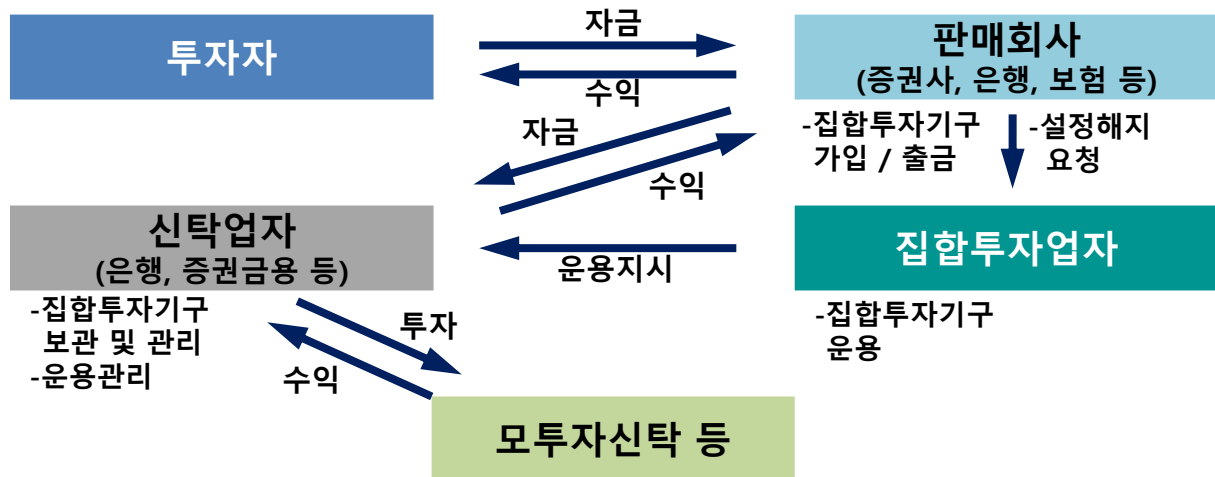 투자자
자금
수익
판매회사
(증권사, 은행, 보험 등)
-집합투자기구
가입 / 출금
-설정해지
요청
자금
수익
신탁업자
(은행, 증권금용 등)
운용지시
집합투자업자
-집합투자기구
보관 및 관리
-운용관리
투자
수익
-집합투자기구
운용
모투자신탁 등